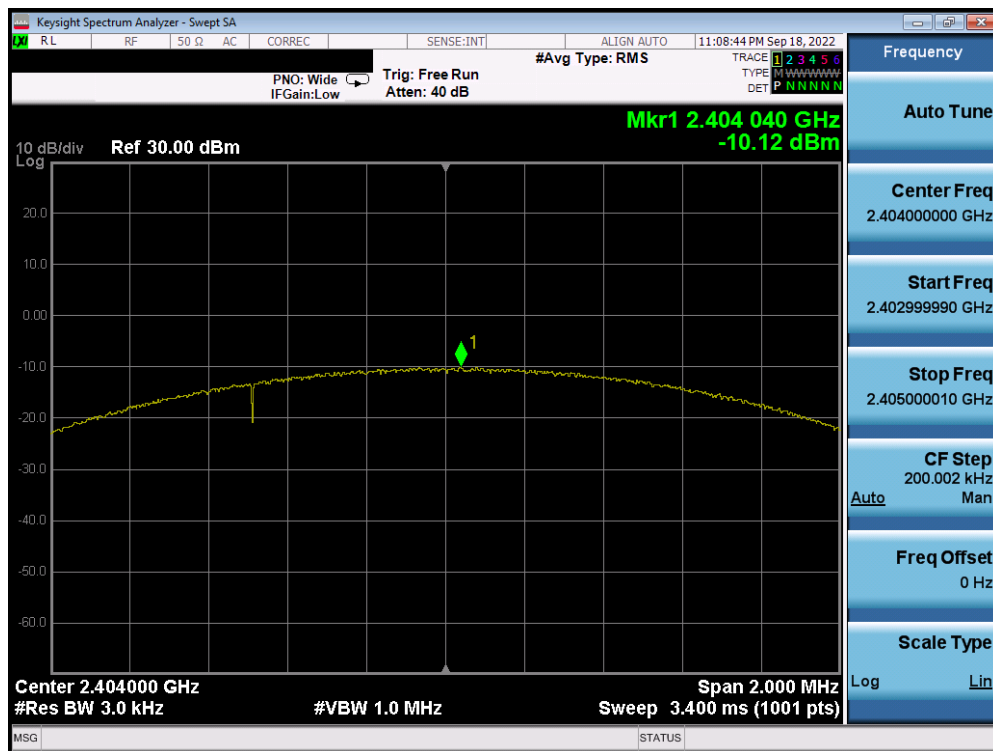 Keysight Spectrum Analyzer - Swept SA
LXI RL RF 50 Ω AC CORREC SENSE:INT ALIGN AUTO 11:08:44 PM Sep 18, 2022
#Avg Type: RMS TRACE 1 2 3 4 5 6
PNO: Wide Trig: Free Run TYPE M W W W W W
IFGain:Low Atten: 40 dB DET P N N N N N
Mkr1 2.404 040 GHz
-10.12 dBm
10 dB/div Ref 30.00 dBm
Log
20.0
10.0
0.00
1
-10.0
-20.0
-30.0
-40.0
-50.0
-60.0
Center 2.404000 GHz Span 2.000 MHz
#Res BW 3.0 kHz #VBW 1.0 MHz Sweep 3.400 ms (1001 pts)
MSG STATUS
Frequency
Auto Tune
Center Freq
2.404000000 GHz
Start Freq
2.402999990 GHz
Stop Freq
2.405000010 GHz
CF Step
200.002 kHz
Auto Man
Freq Offset
0 Hz
Scale Type
Log Lin